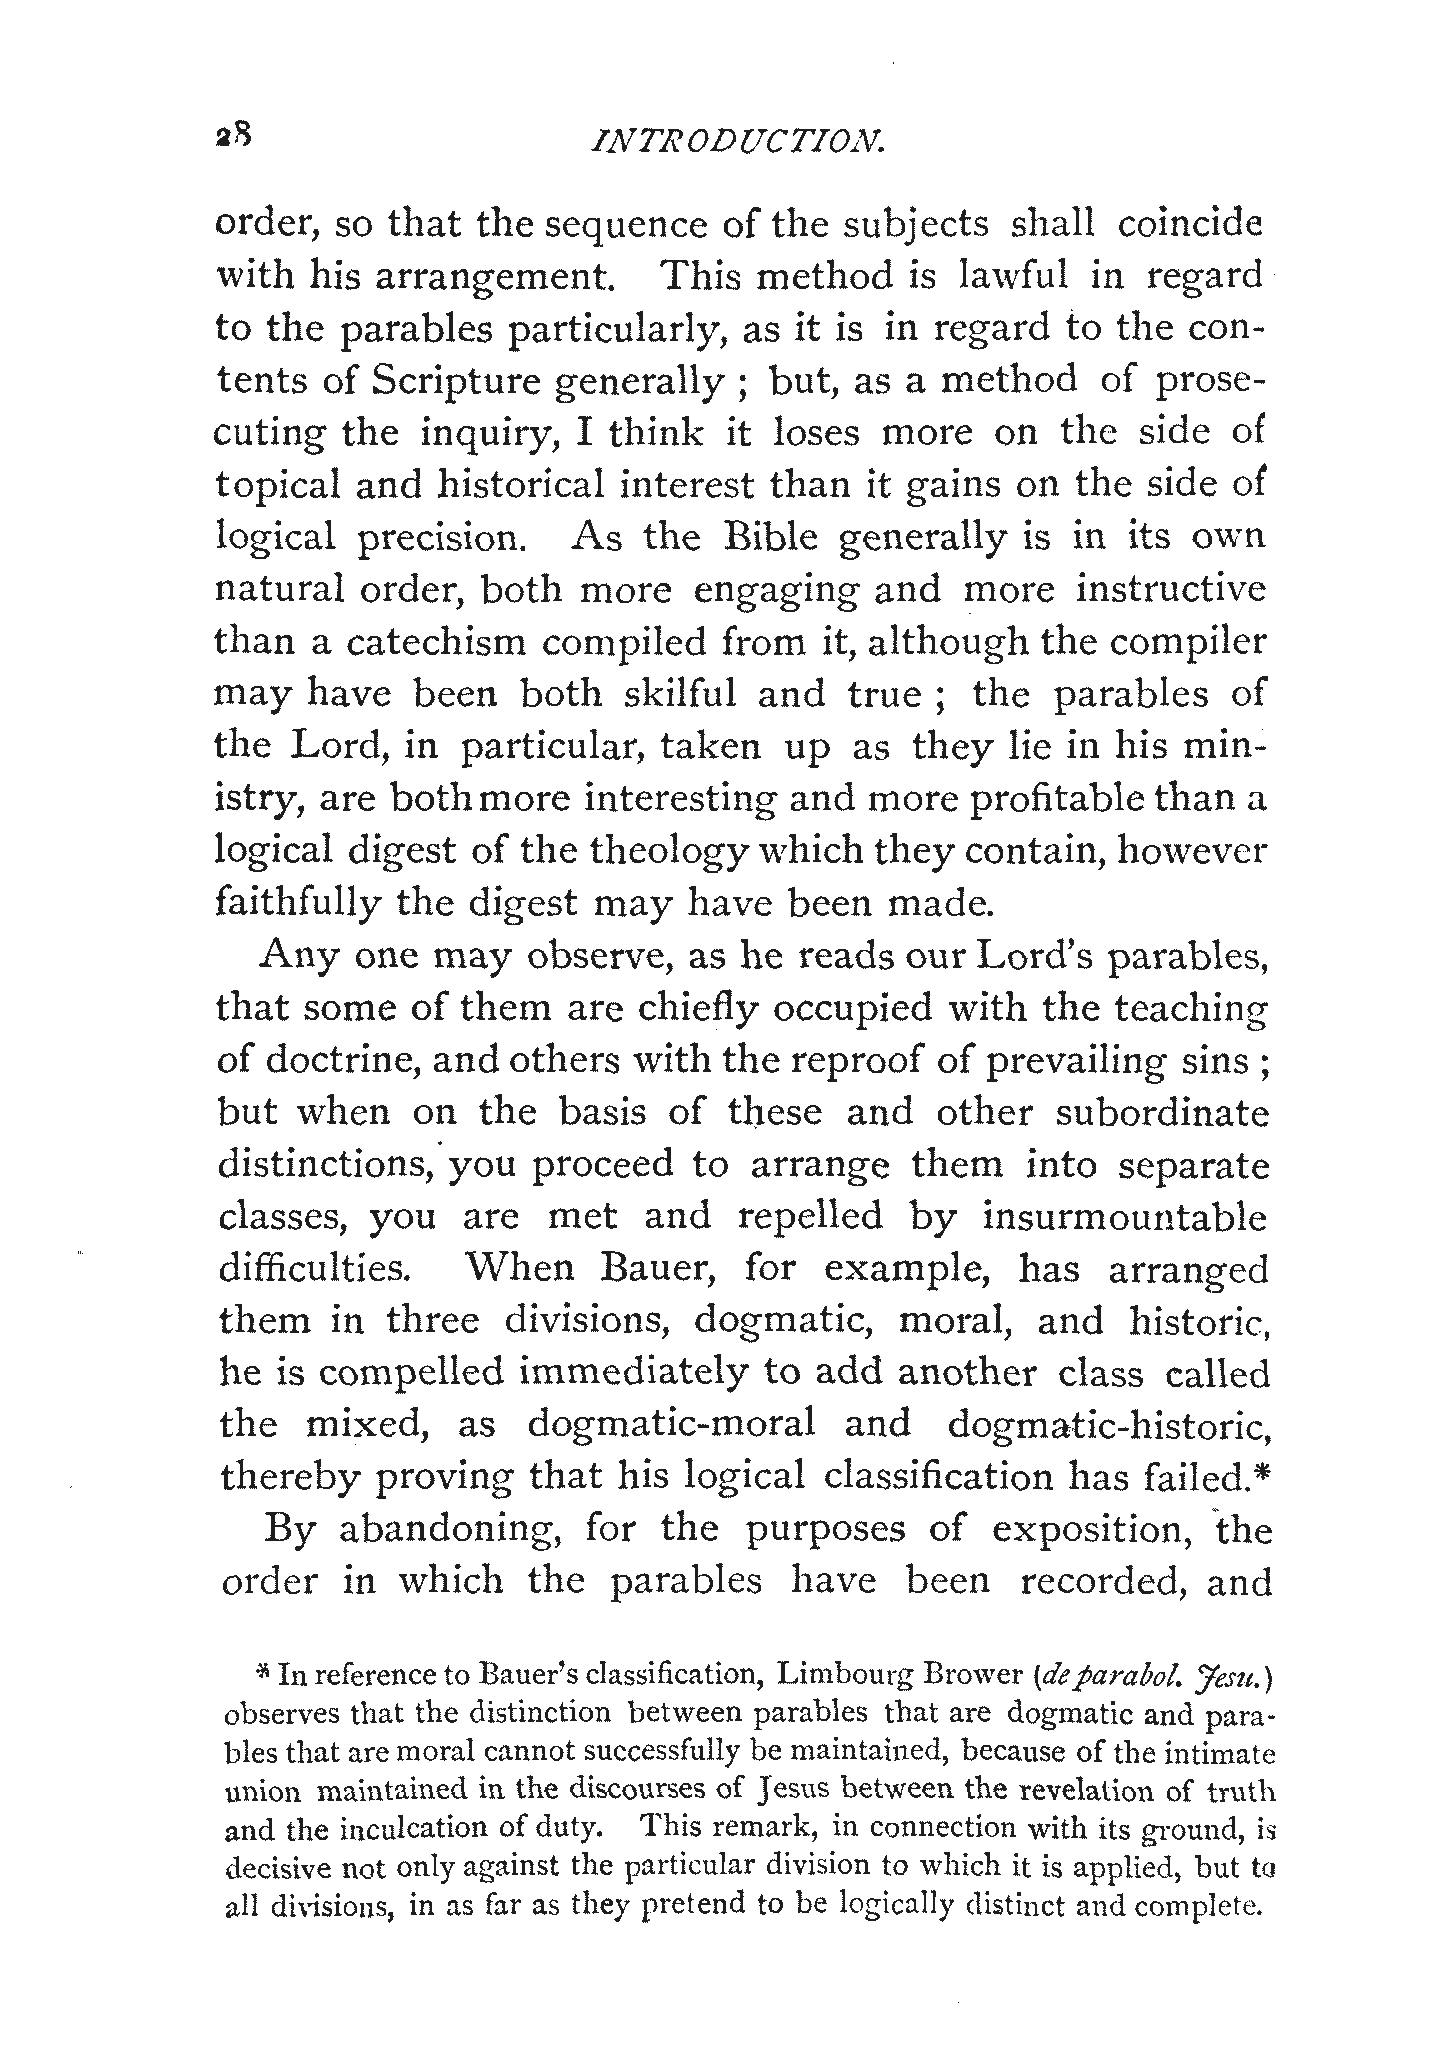 28 INTRODUCTION.
order, so that the sequence of the subjects shall coincide
with his arrangement. This method is lawful in regard
to the parables particularly, as it is in regard to the con-
tents of Scripture generally ; but, as a method of prose-
cuting the inquiry, I think it loses more on the side of
topical and historical interest than it gains on the side of
logical precision. As the Bible generally is in its own
natural order, both more engaging and more instructive
than a catechism compiled from it, although the compiler
may have been both skilful and true ; the parables of
the Lord, in particular, taken up as they lie in his min-
istry, are both more interesting and more profitable than a
logical digest of the theology which they contain, however
faithfully the digest may have been made.
Any one may observe, as he reads our Lord's parables,
that some of them are chiefly occupied with the teaching
of doctrine, and others with the reproof of prevailing sins ;
but when on the basis of these and other subordinate
distinctions, you proceed to arrange them into separate
classes, you are met and repelled by insurmountable
difficulties. When Bauer, for example, has arranged
them in three divisions, dogmatic, moral, and historic,
he is compelled immediately to add another class called
the mixed, as dogmatic-moral and dogmatic-historic,
thereby proving that his logical classification has failed.*
By abandoning, for the purposes of exposition, the
order in which the parables have been recorded, and
* In reference to Bauer's classification, Limbourg Brower (de parabol. Jesu.)
observes that the distinction between parables that are dogmatic and para-
bles that are moral cannot successfully be maintained, because of the intimate
union maintained in the discourses of Jesus between the revelation of truth
and the inculcation of duty. This remark, in connection with its ground, is
decisive not only against the particular division to which it is applied, but to
all divisions, in as far as they pretend to be logically distinct and complete.